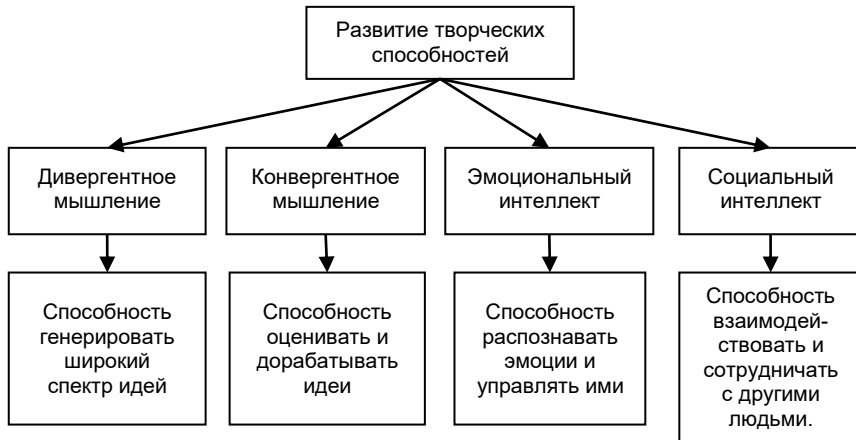 Развитие творческих
способностей
Дивергентное
мышление
Конвергентное
мышление
Эмоциональный
интеллект
Социальный
интеллект
Способность
генерировать
широкий
спектр идей
Способность
оценивать и
дорабатывать
идеи
Способность
распознавать
эмоции и
управлять ими
Способность
взаимодей-
ствовать и
сотрудничать
с другими
людьми.